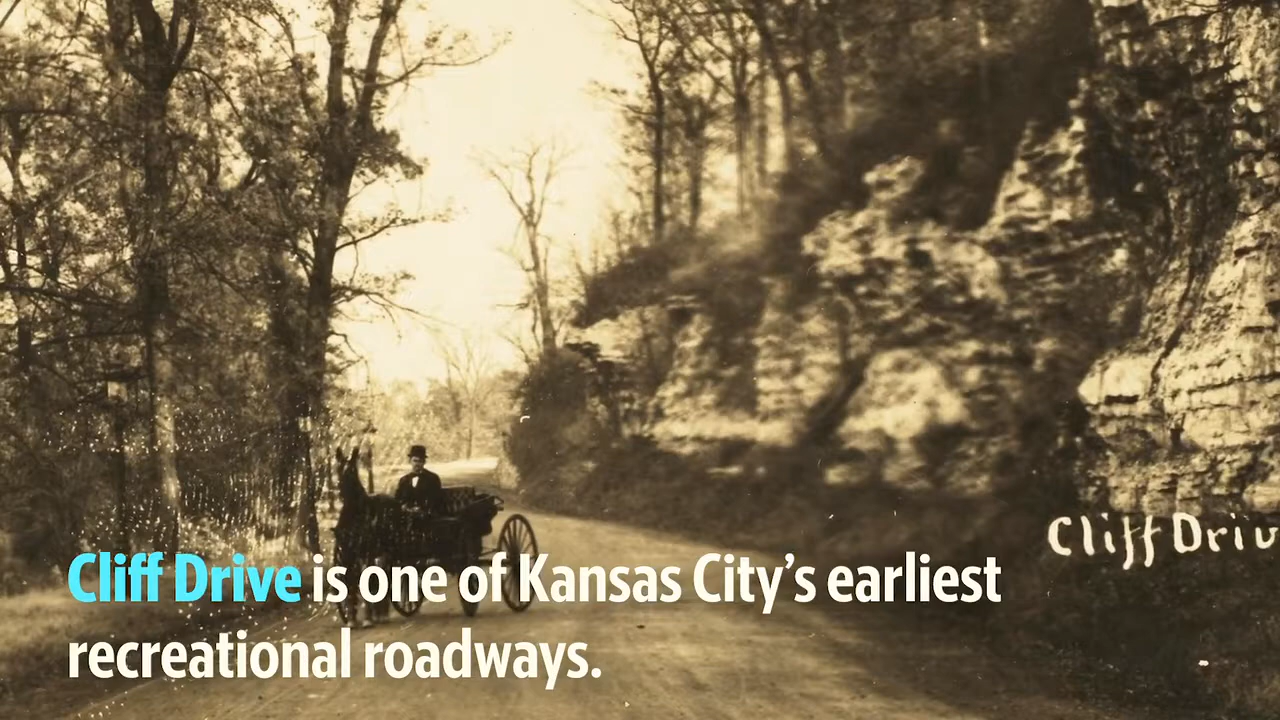 Cliff Driv
Cliff Drive is one of Kansas City’s earliest
recreational roadways.